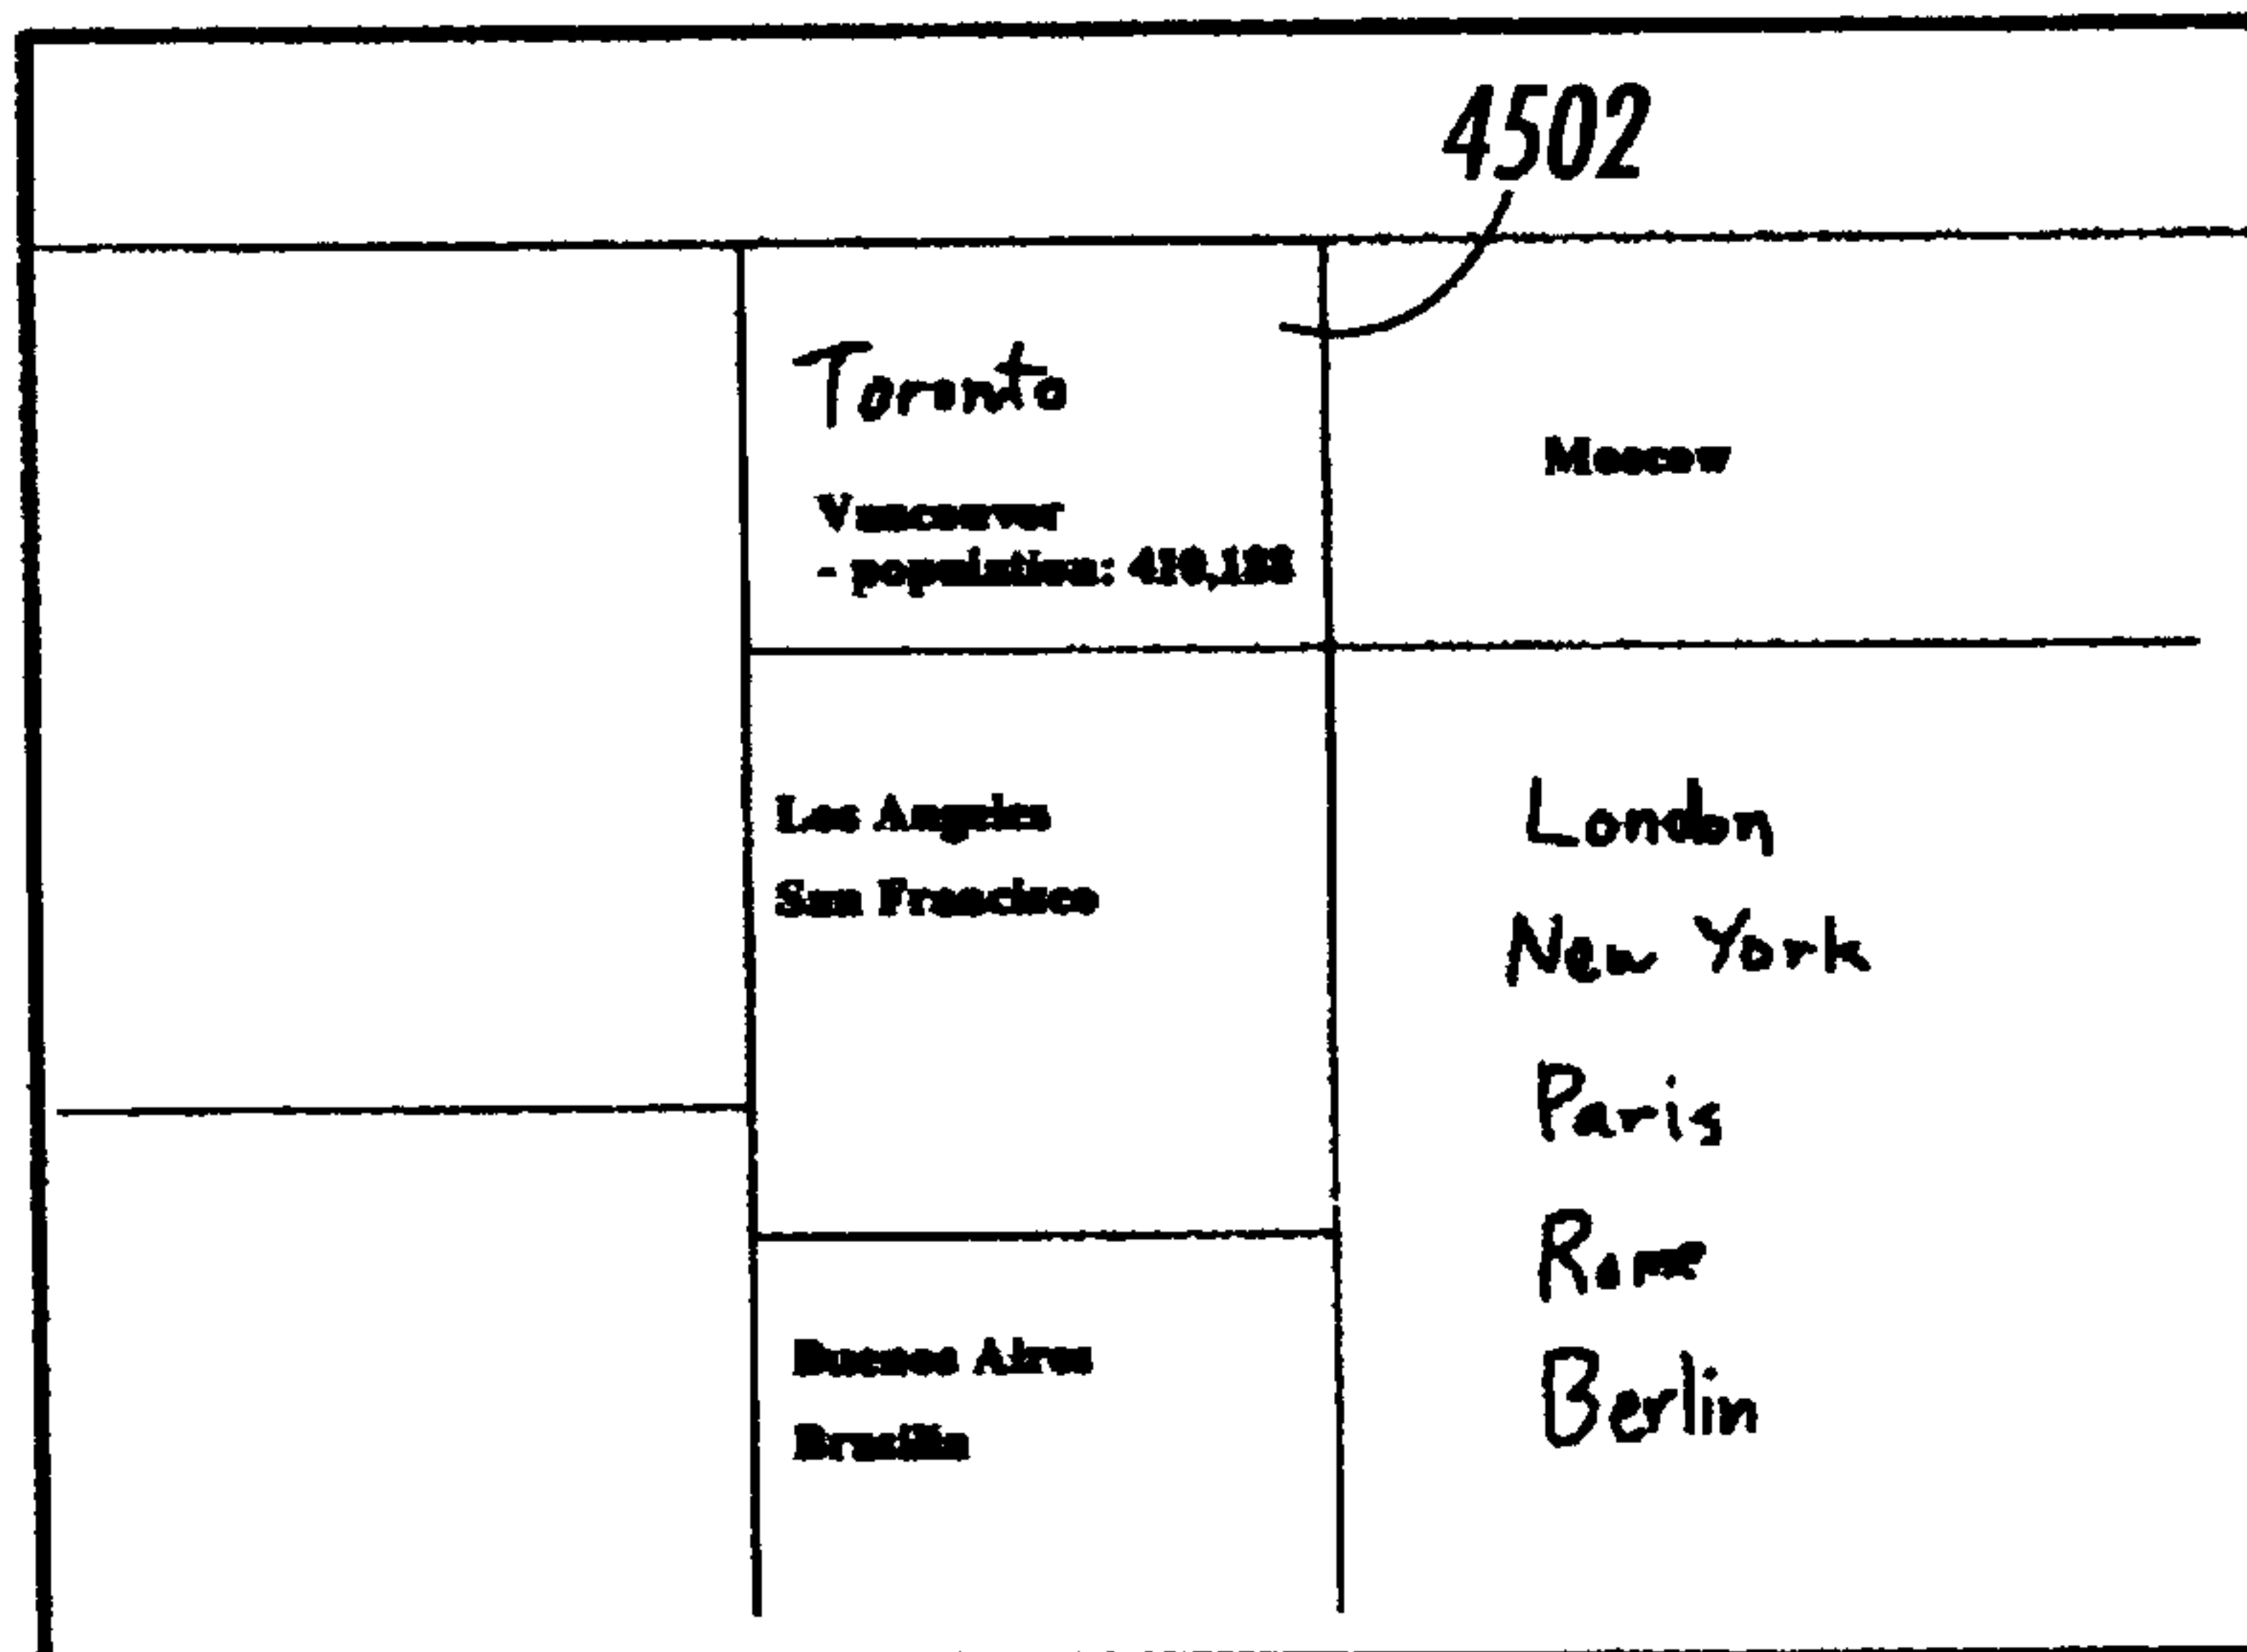 4502
Toronto
Moscow
Vancouver
- population:
Los Angeles
San Francisco
London
New York
Paris
Rome
Berlin
Buenos Aires
Brasilia